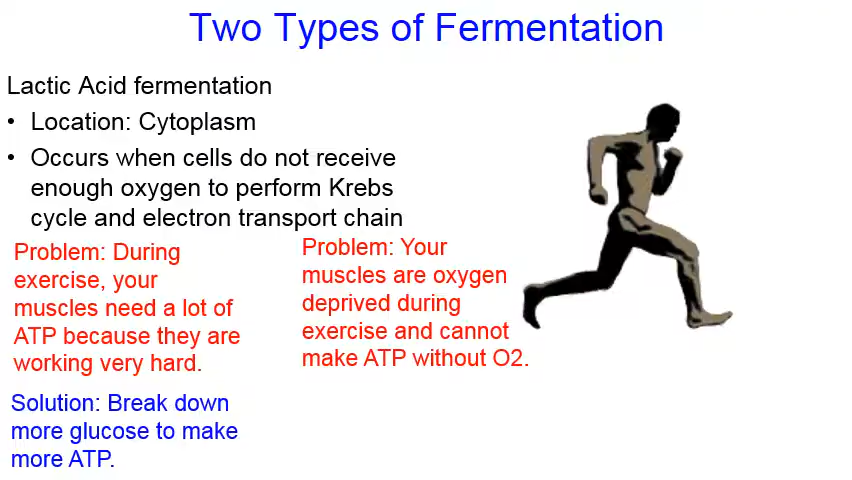 Two Types of Fermentation
Lactic Acid fermentation
• Location: Cytoplasm
• Occurs when cells do not receive
enough oxygen to perform Krebs
cycle and electron transport chain
Problem: During
exercise, your
muscles need a lot of
ATP because they are
working very hard.
Problem: Your
muscles are oxygen
deprived during
exercise and cannot
make ATP without O2.
Solution: Break down
more glucose to make
more ATP.